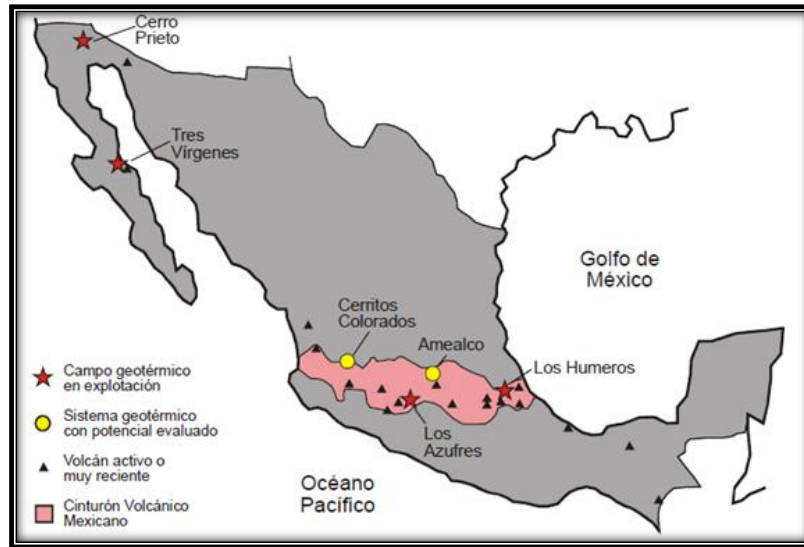 Cerro
Prieto
Tres
Vírgenes
Golfo de
México
Cerritos
Colorados
Amealco
Los Humeros
Los
Azufres
Océano
Pacífico
Campo geotérmico
en explotación
Sistema geotérmico
con potencial evaluado
Volcán activo o
muy reciente
Cinturón Volcánico
Mexicano